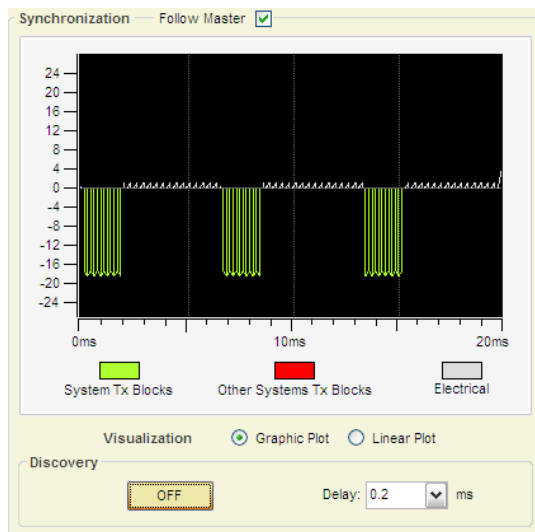 Synchronization Follow Master
24
20
16
12
8
4
0
-4
-8
-12
-16
-20
-24
0ms 10ms 20ms
System Tx Blocks Other Systems Tx Blocks Electrical
Visualization Graphic Plot Linear Plot
Discovery
OFF Delay: 0.2 ms